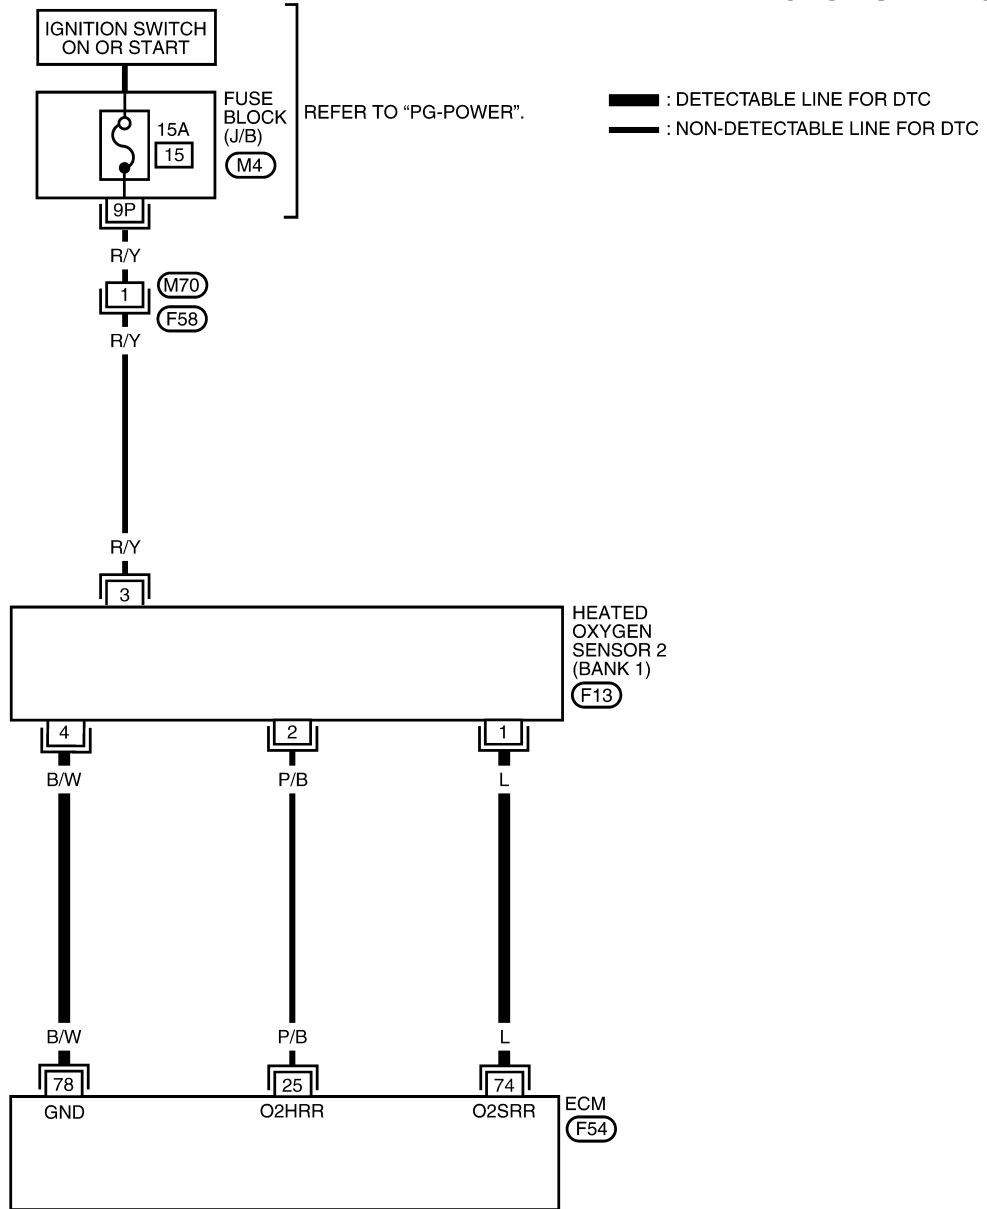 IGNITION SWITCH
ON OR START
FUSE
BLOCK
(J/B)
M4
15A
15
REFER TO “PG-POWER”.
: DETECTABLE LINE FOR DTC
: NON-DETECTABLE LINE FOR DTC
9P
R/Y
1
M70
F58
R/Y
R/Y
3
HEATED
OXYGEN
SENSOR 2
(BANK 1)
F13
4 2 1
B/W P/B L
B/W P/B L
78 25 74
GND O2HRR O2SRR
ECM
F54